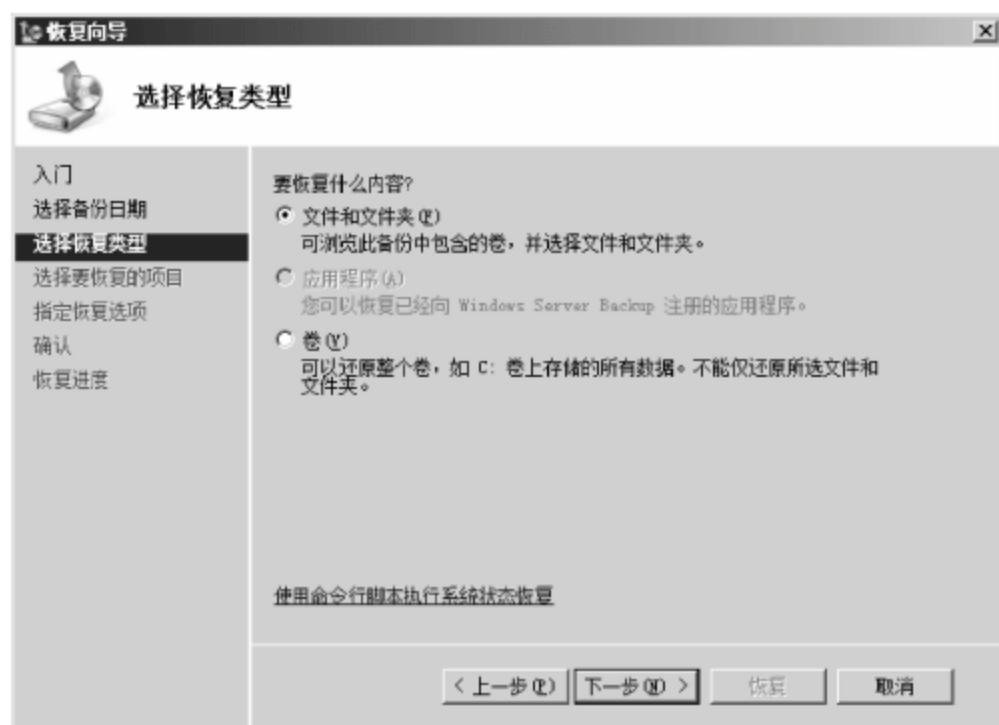 恢复向导
选择恢复类型
入门
选择备份日期
选择恢复类型
选择要恢复的项目
指定恢复选项
确认
恢复进度
要恢复什么内容?
文件和文件夹(F)
可浏览此备份中包含的卷，并选择文件和文件夹。
应用程序(A)
您可以恢复已经向 Windows Server Backup 注册的应用程序。
卷(V)
可以还原整个卷，如 C: 卷上存储的所有数据。不能仅还原所选文件和
文件夹。
使用命令行脚本执行系统状态恢复
< 上一步(P)
下一步(N) >
恢复
取消